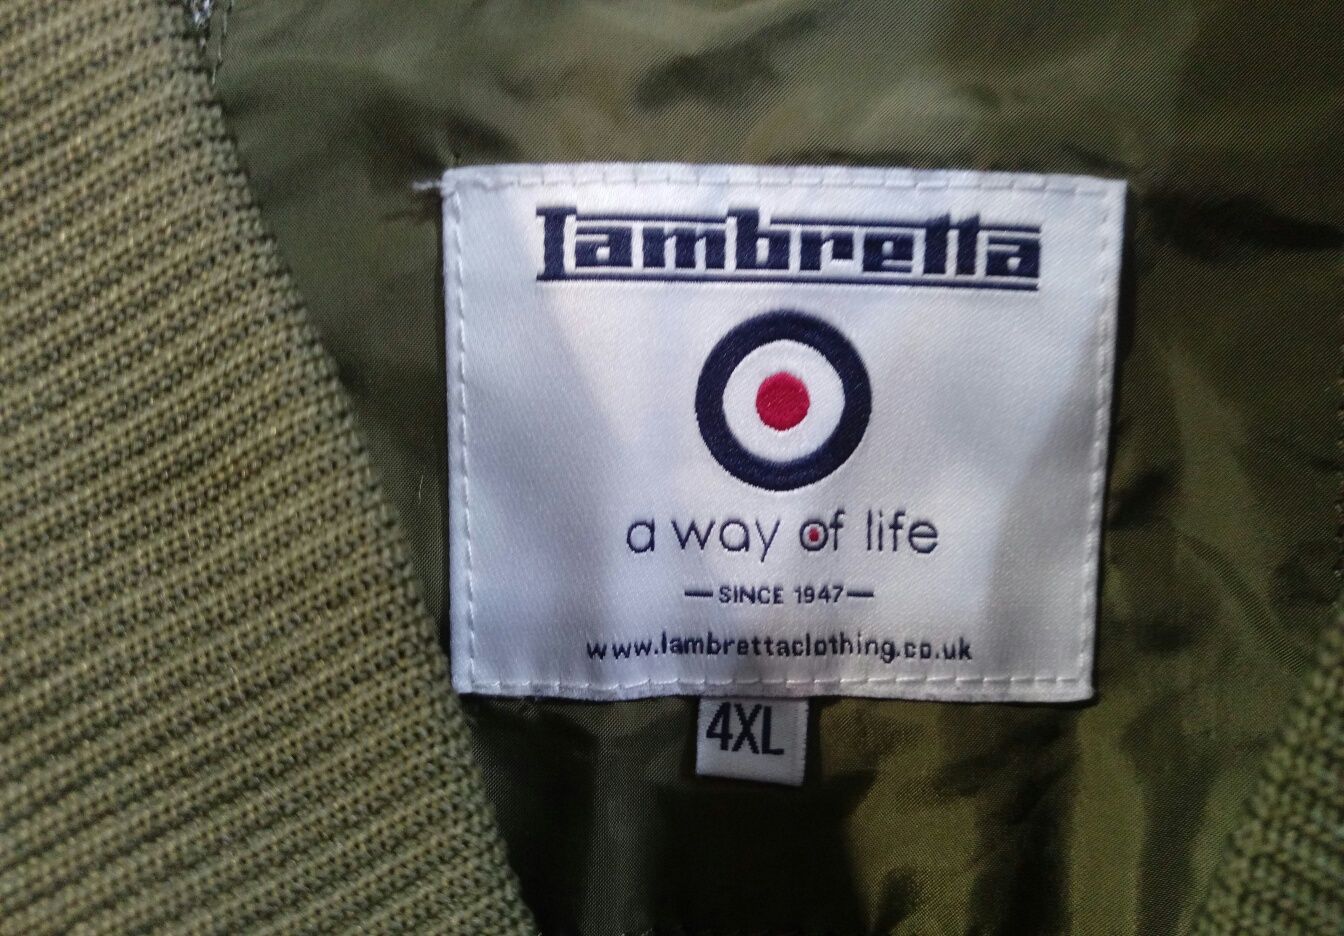 lambretta
a way of life
SINCE 1947
www.lambrettaclothing.co.uk
4XL